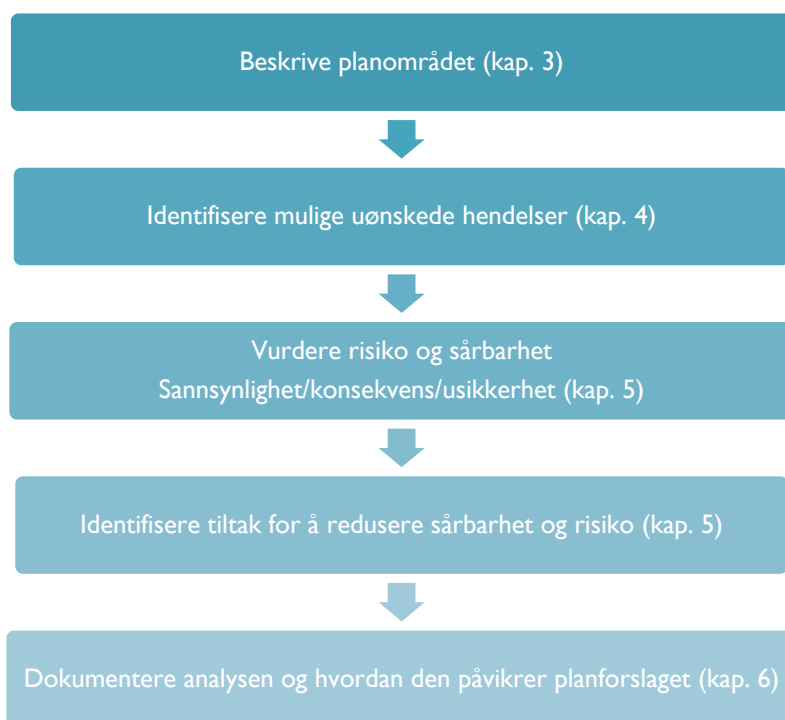 Beskrive planområdet (kap. 3)
Identifisere mulige uønskede hendelser (kap. 4)
Vurdere risiko og sårbarhet
Sannsynlighet/konsekvens/usikkerhet (kap. 5)
Identifisere tiltak for å redusere sårbarhet og risiko (kap. 5)
Dokumentere analysen og hvordan den påvikrer planforslaget (kap. 6)